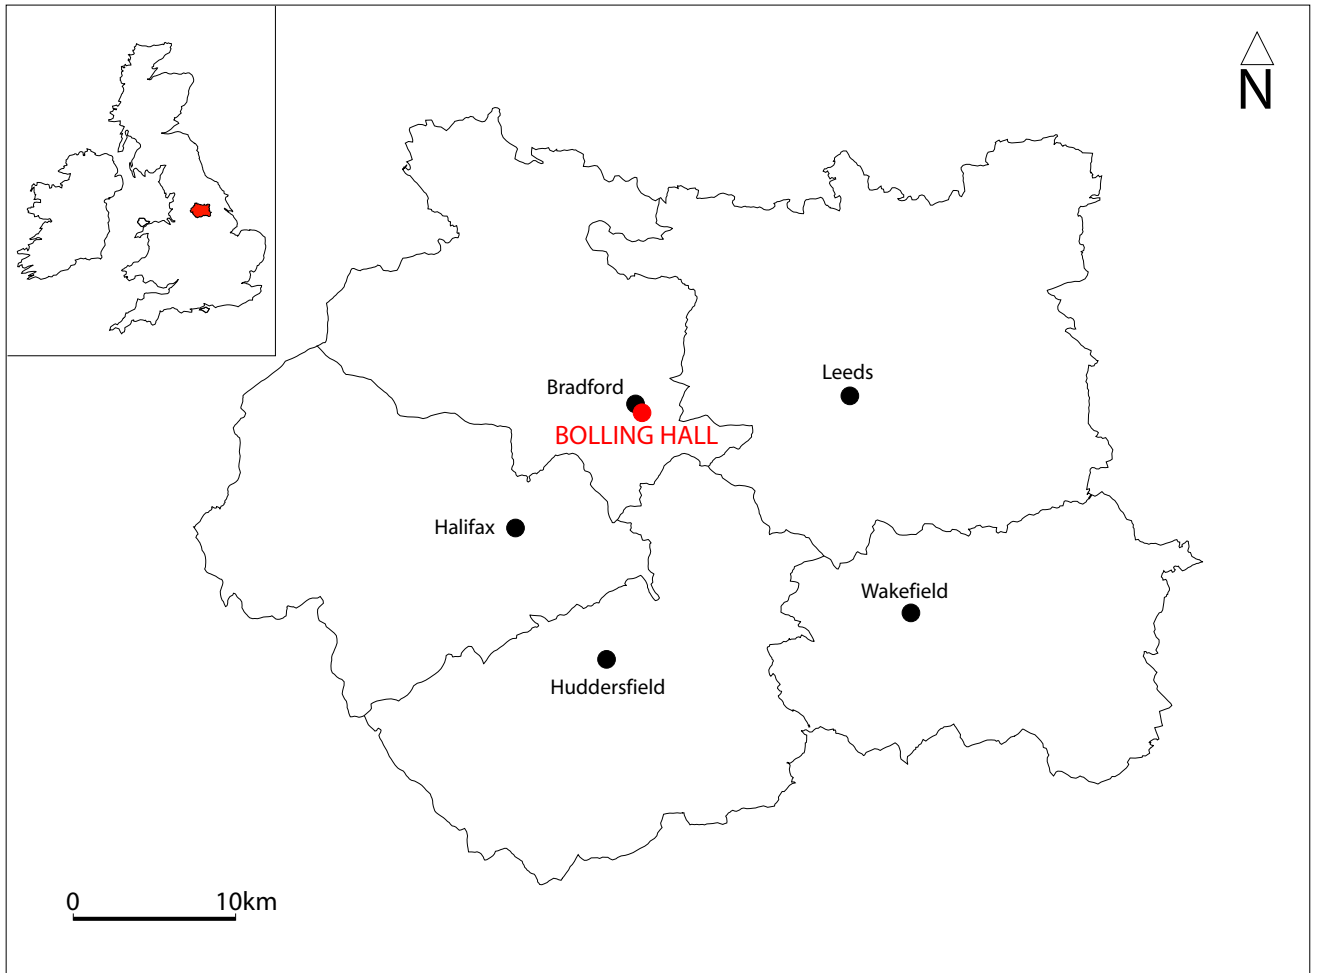 N
Leeds
Bradford
BOLLING HALL
Halifax
Wakefield
Huddersfield
0 10km